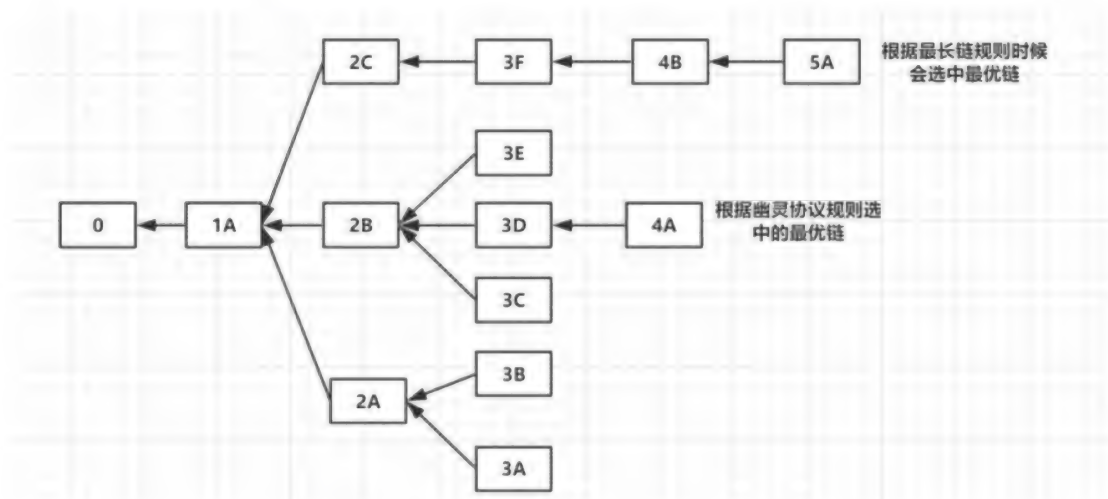 2C
3F
4B
5A
根据最长链规则时候
会选中最优链
3E
0
1A
2B
3D
4A
根据幽灵协议规则选
中的最优链
3C
3B
2A
3A